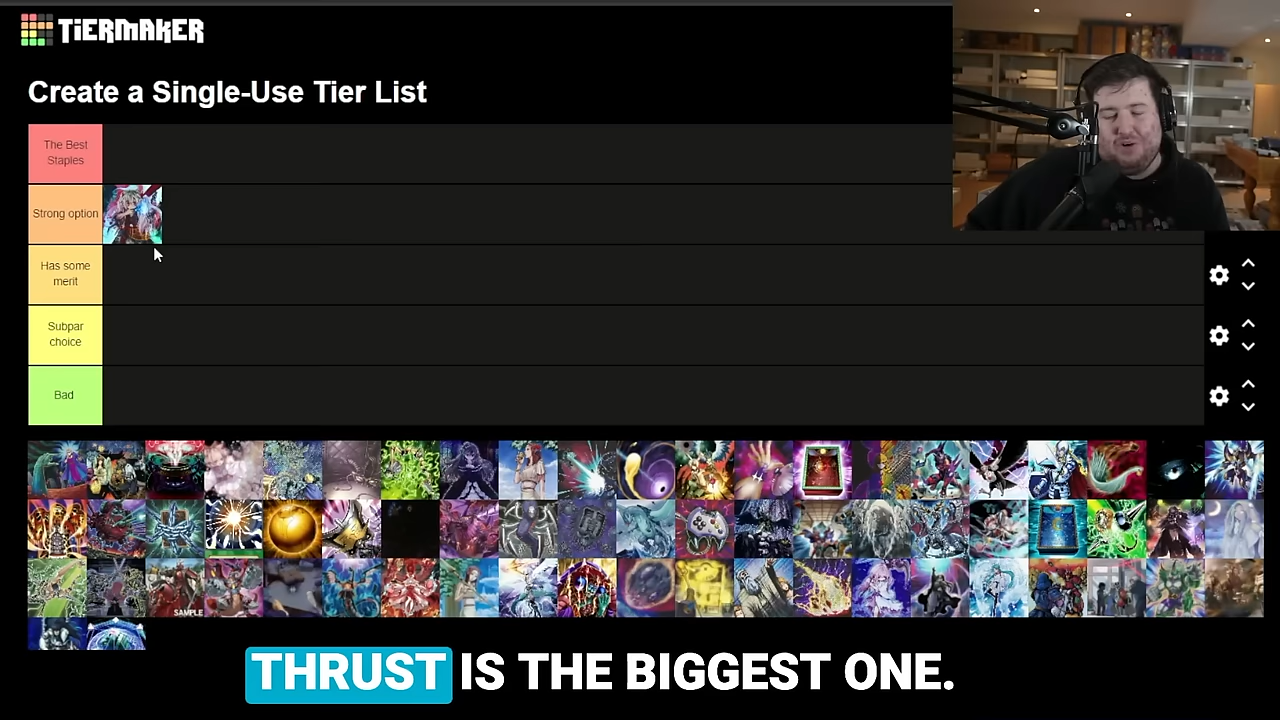 TiERMAKER
Create a Single-Use Tier List
The Best
Staples
Strong option
Has some
merit
Subpar
choice
Bad
SAMPLE
THRUST IS THE BIGGEST ONE.